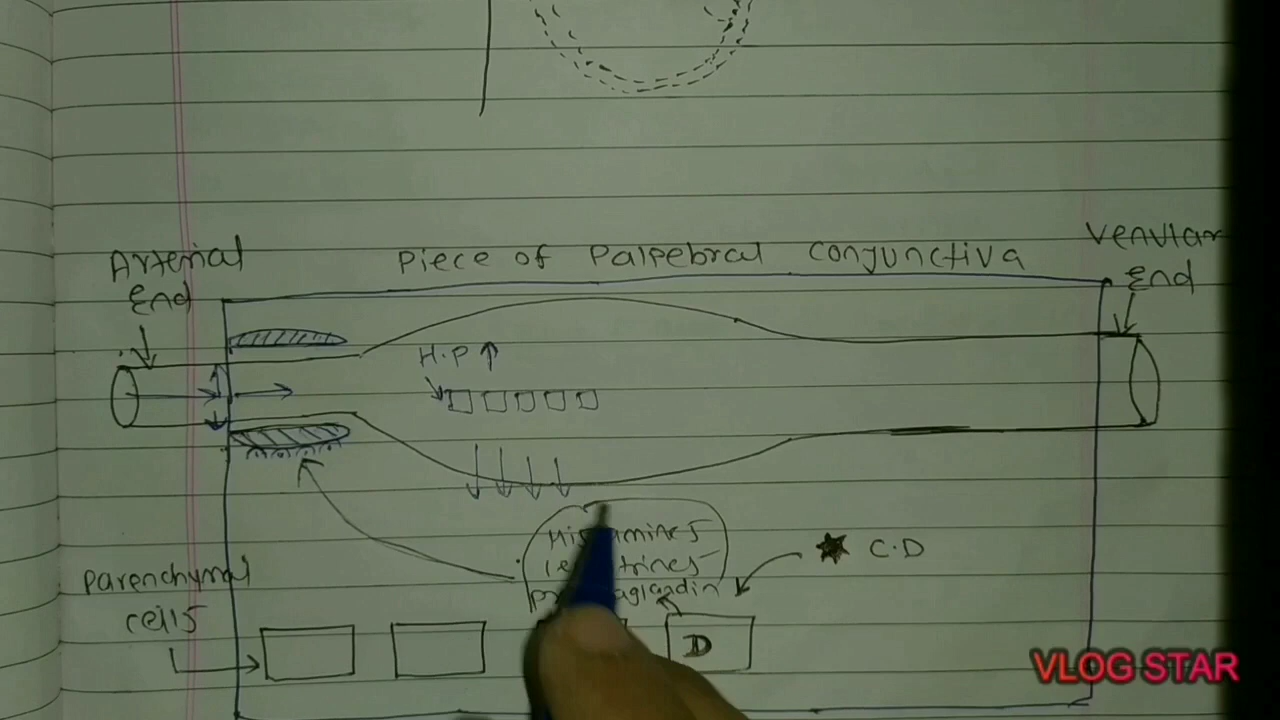 Arterial
End
Piece of Palpebral Conjunctiva
Venular
End
H.P ↑
C.D
Parenchymal
cells
D
VLOG STAR